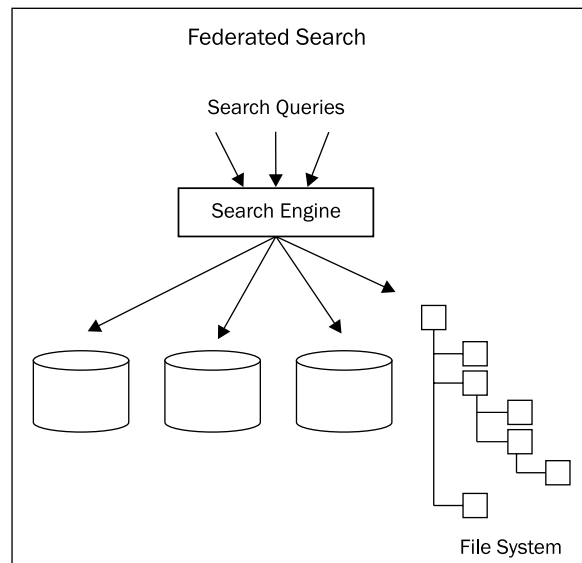 Federated Search
Search Queries
Search Engine
File System